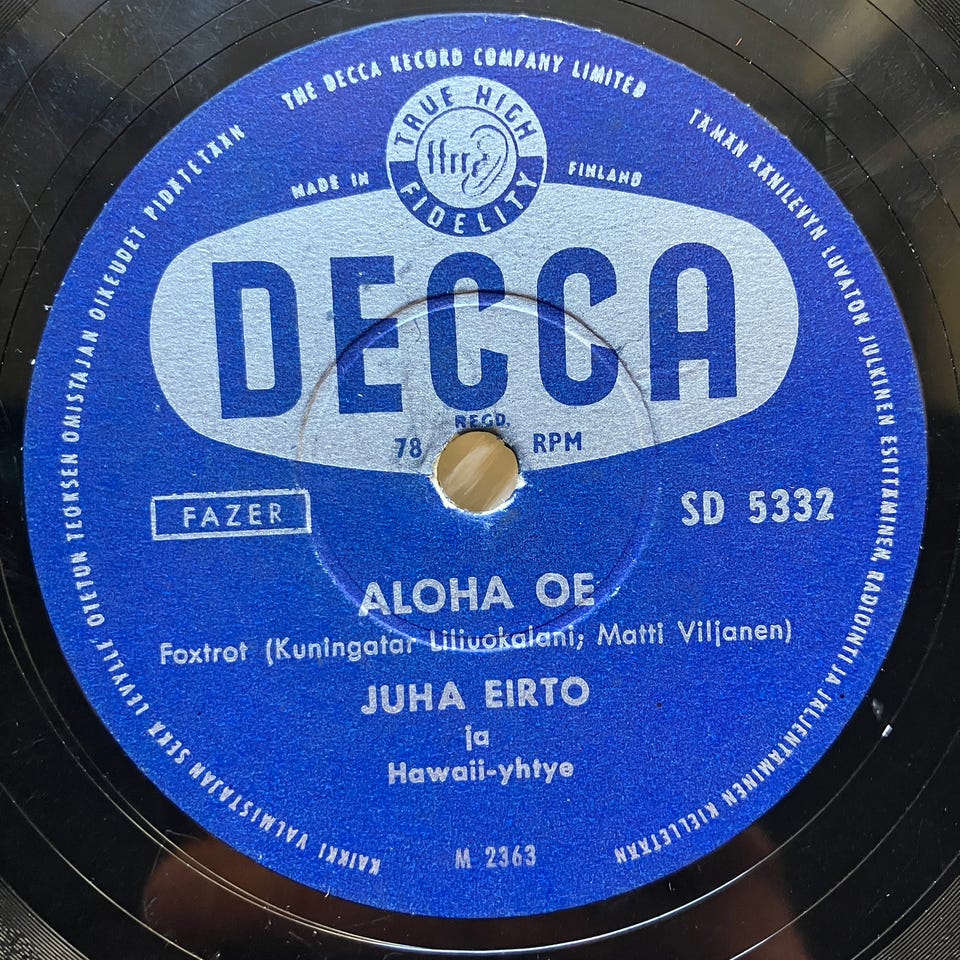 KAIKKI VALMISTAJAN SEKÄ LEVYLLE OTETUN TEOKSEN OMISTAJAN OIKEUDET PIDÄTETÄÄN
THE DECCA RECORD COMPANY LIMITED
TÄMÄN ÄÄNILEVYN LUVATON JULKINEN ESITTÄMINEN, RADIOINTI JA JÄLJENTÄMINEN KIELLETÄÄN
TRUE HIGH
FIDELITY
MADE IN FINLAND
DECCA
REGD.
78 RPM
FAZER
SD 5332
ALOHA OE
Foxtrot (Kuningatar Liliuokalani; Matti Viljanen)
JUHA EIRTO
ja
Hawaii-yhtye
M 2363